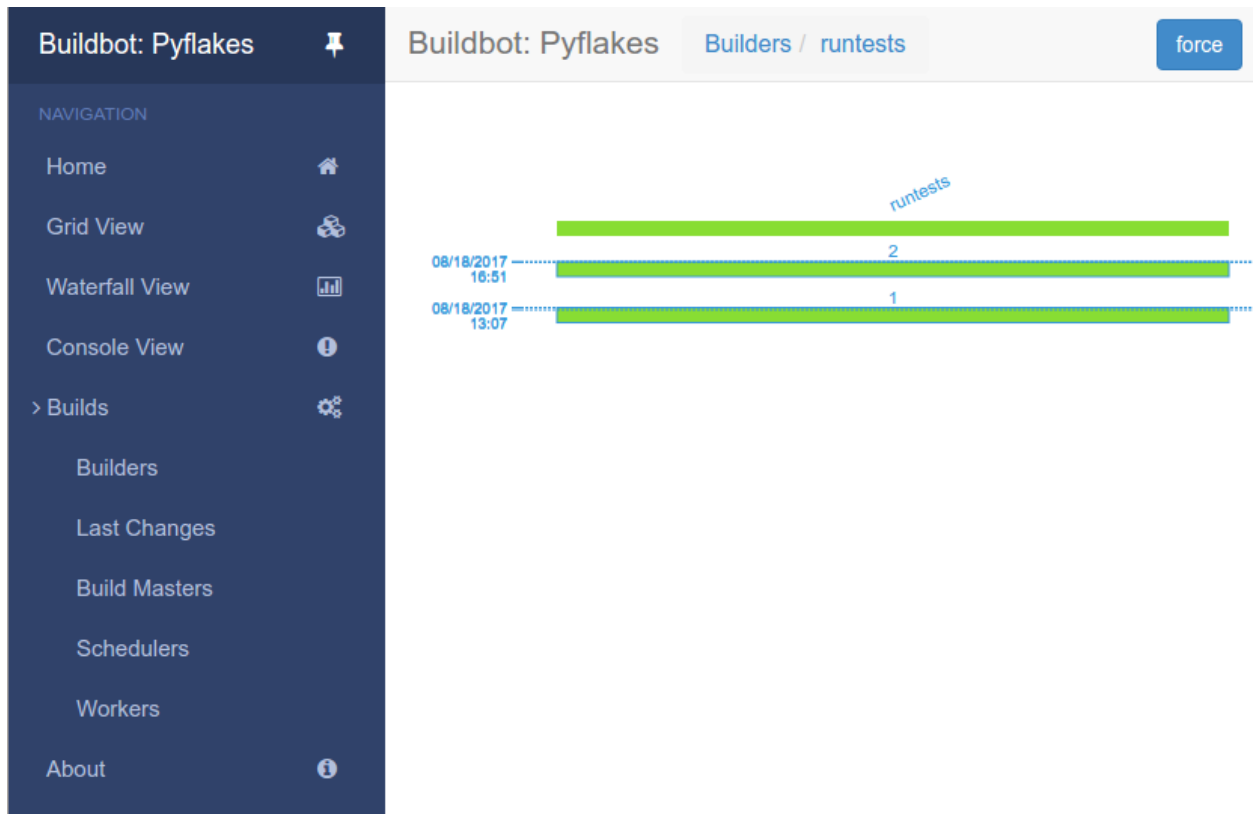 Buildbot: Pyflakes
NAVIGATION
Home
Grid View
Waterfall View
Console View
> Builds
Builders
Last Changes
Build Masters
Schedulers
Workers
About
Buildbot: Pyflakes Builders / runtests force
runtests
2
08/18/2017
16:51
1
08/18/2017
13:07